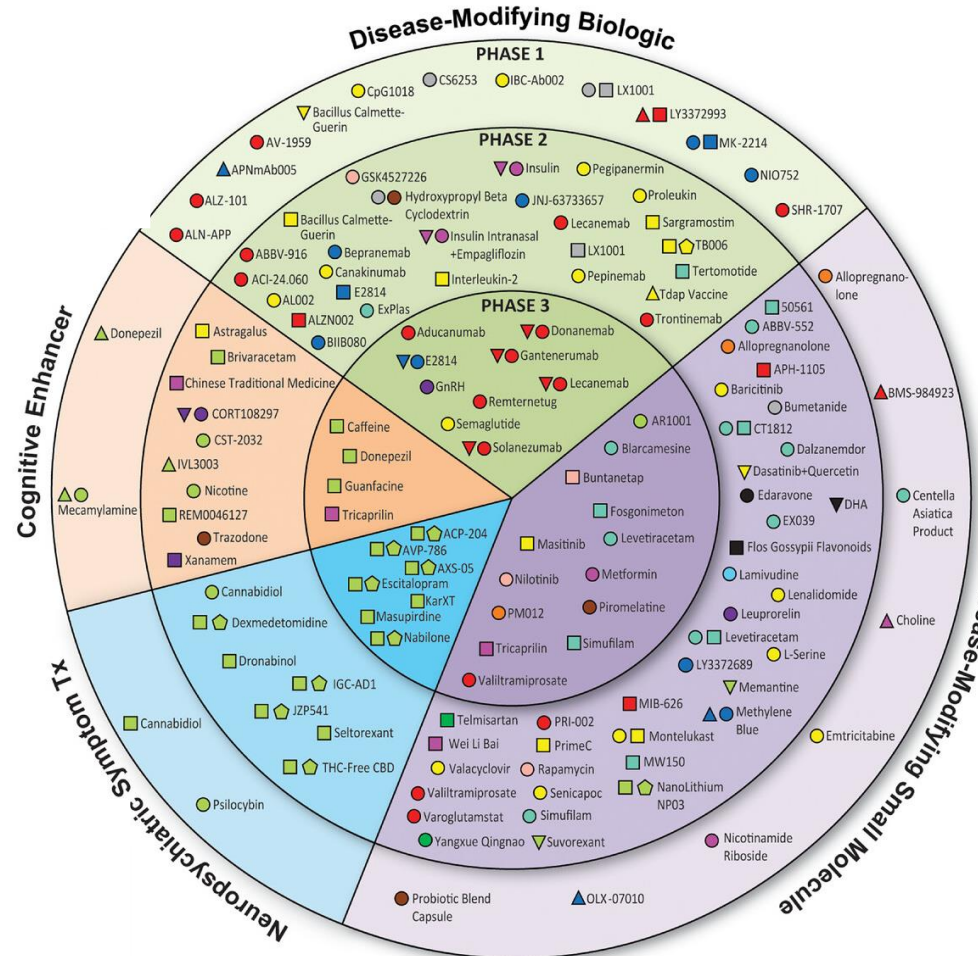 Disease-Modifying Biologic
PHASE 1
CS6253
IBC-Ab002
CpG1018
LX1001
Bacillus Calmette-
Guerin
LY3372993
AV-1959
MK-2214
APNmAb005
NIO752
ALZ-101
SHR-1707
ALN-APP
PHASE 2
GSK4527226
Insulin
Pegipanermin
Hydroxypropyl Beta
Cyclodextrin
JNJ-63733657
Proleukin
Bacillus Calmette-
Guerin
Lecanemab
Sargramostim
Insulin Intranasal
+Empagliflozin
TB006
ABBV-916
Bepranemab
LX1001
Canakinumab
Tertomotide
ACI-24.060
Interleukin-2
Pepinemab
E2814
Tdap Vaccine
AL002
ExPlas
ALZN002
Trontinemab
BIIB080
PHASE 3
Aducanumab
Donanemab
E2814
Gantenerumab
GnRH
Lecanemab
Remternetug
Semaglutide
Solanezumab
Cognitive Enhancer
Donepezil
Mecamylamine
Astragalus
Brivaracetam
Chinese Traditional Medicine
CORT108297
CST-2032
IVL3003
Nicotine
REM0046127
Trazodone
Xanamem
Caffeine
Donepezil
Guanfacine
Tricaprilin
Neuropsychiatric Symptom Tx
ACP-204
AVP-786
AXS-05
Escitalopram
KarXT
Masupirdine
Nabilone
Cannabidiol
Dexmedetomidine
Dronabinol
IGC-AD1
JZP541
Seltorexant
THC-Free CBD
Cannabidiol
Psilocybin
ase-Modifying Small Molecule
AR1001
Blarcamesine
Buntanetap
Fosgonimeton
Levetiracetam
Masitinib
Metformin
Nilotinib
Piromelatine
PM012
Simufilam
Tricaprilin
Valiltramiprosate
50561
ABBV-552
Allopregnanolone
APH-1105
Baricitinib
Bumetanide
CT1812
Dalzanemdor
Dasatinib+Quercetin
Edaravone
DHA
EX039
Flos Gossypii Flavonoids
Lamivudine
Lenalidomide
Leuprorelin
Levetiracetam
L-Serine
LY3372689
Memantine
MIB-626
Methylene
Blue
Montelukast
MW150
NanoLithium
NP03
Telmisartan
PRI-002
Wei Li Bai
PrimeC
Valacyclovir
Rapamycin
Valiltramiprosate
Senicapoc
Varoglutamstat
Simufilam
Yangxue Qingnao
Suvorexant
Allopregnano-
lone
BMS-984923
Centella
Asiatica
Product
Choline
Emtricitabine
Nicotinamide
Riboside
OLX-07010
Probiotic Blend
Capsule